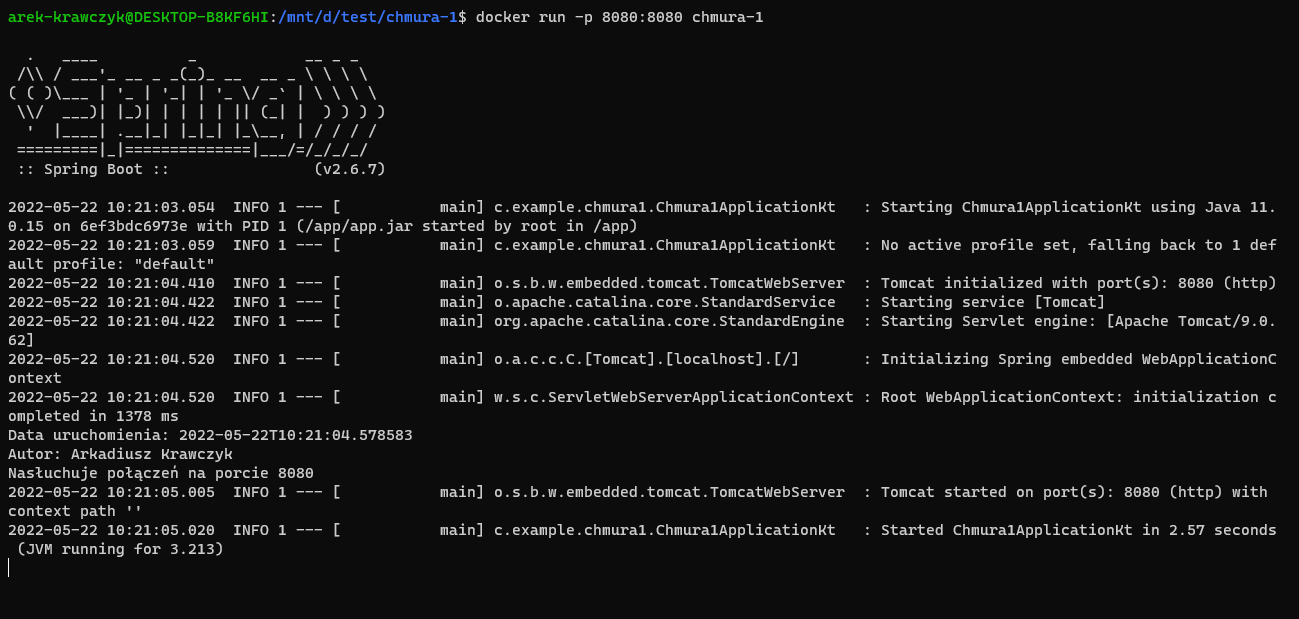 arek-krawczyk@DESKTOP-B8KF6HI:/mnt/d/test/chmura-1$ docker run -p 8080:8080 chmura-1

  .   ____          _            __ _ _
 /\\ / ___'_ __ _ _(_)_ __  __ _ \ \ \ \
( ( )\___ | '_ | '_| | '_ \/ _` | \ \ \ \
 \\/  ___)| |_)| | | | | || (_| |  ) ) ) )
  '  |____| .__|_| |_|_| |_\__, | / / / /
 =========|_|==============|___/=/_/_/_/
 :: Spring Boot ::                (v2.6.7)

2022-05-22 10:21:03.054  INFO 1 --- [           main] c.example.chmura1.Chmura1ApplicationKt   : Starting Chmura1ApplicationKt using Java 11.
0.15 on 6ef3bdc6973e with PID 1 (/app/app.jar started by root in /app)
2022-05-22 10:21:03.059  INFO 1 --- [           main] c.example.chmura1.Chmura1ApplicationKt   : No active profile set, falling back to 1 def
ault profile: "default"
2022-05-22 10:21:04.410  INFO 1 --- [           main] o.s.b.w.embedded.tomcat.TomcatWebServer  : Tomcat initialized with port(s): 8080 (http)
2022-05-22 10:21:04.422  INFO 1 --- [           main] o.apache.catalina.core.StandardService   : Starting service [Tomcat]
2022-05-22 10:21:04.422  INFO 1 --- [           main] org.apache.catalina.core.StandardEngine  : Starting Servlet engine: [Apache Tomcat/9.0.
62]
2022-05-22 10:21:04.520  INFO 1 --- [           main] o.a.c.c.C.[Tomcat].[localhost].[/]       : Initializing Spring embedded WebApplicationC
ontext
2022-05-22 10:21:04.520  INFO 1 --- [           main] w.s.c.ServletWebServerApplicationContext : Root WebApplicationContext: initialization c
ompleted in 1378 ms
Data uruchomienia: 2022-05-22T10:21:04.578583
Autor: Arkadiusz Krawczyk
Nasłuchuje połączeń na porcie 8080
2022-05-22 10:21:05.005  INFO 1 --- [           main] o.s.b.w.embedded.tomcat.TomcatWebServer  : Tomcat started on port(s): 8080 (http) with
context path ''
2022-05-22 10:21:05.020  INFO 1 --- [           main] c.example.chmura1.Chmura1ApplicationKt   : Started Chmura1ApplicationKt in 2.57 seconds
 (JVM running for 3.213)